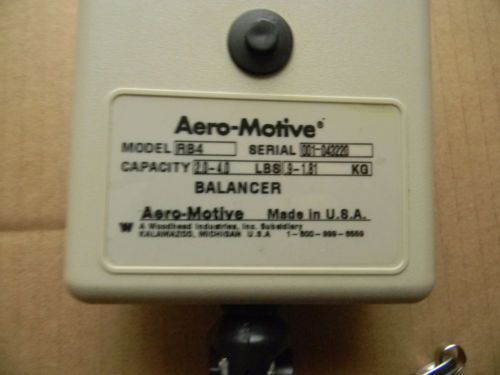 Aero-Motive®
MODEL RB4 SERIAL 001-043220
CAPACITY 2.0-4.0 LBS .9-1.81 KG
BALANCER
Aero-Motive Made in U.S.A.
W A Woodhead Industries, Inc. Subsidiary
KALAMAZOO, MICHIGAN U.S.A 1-800-999-8559